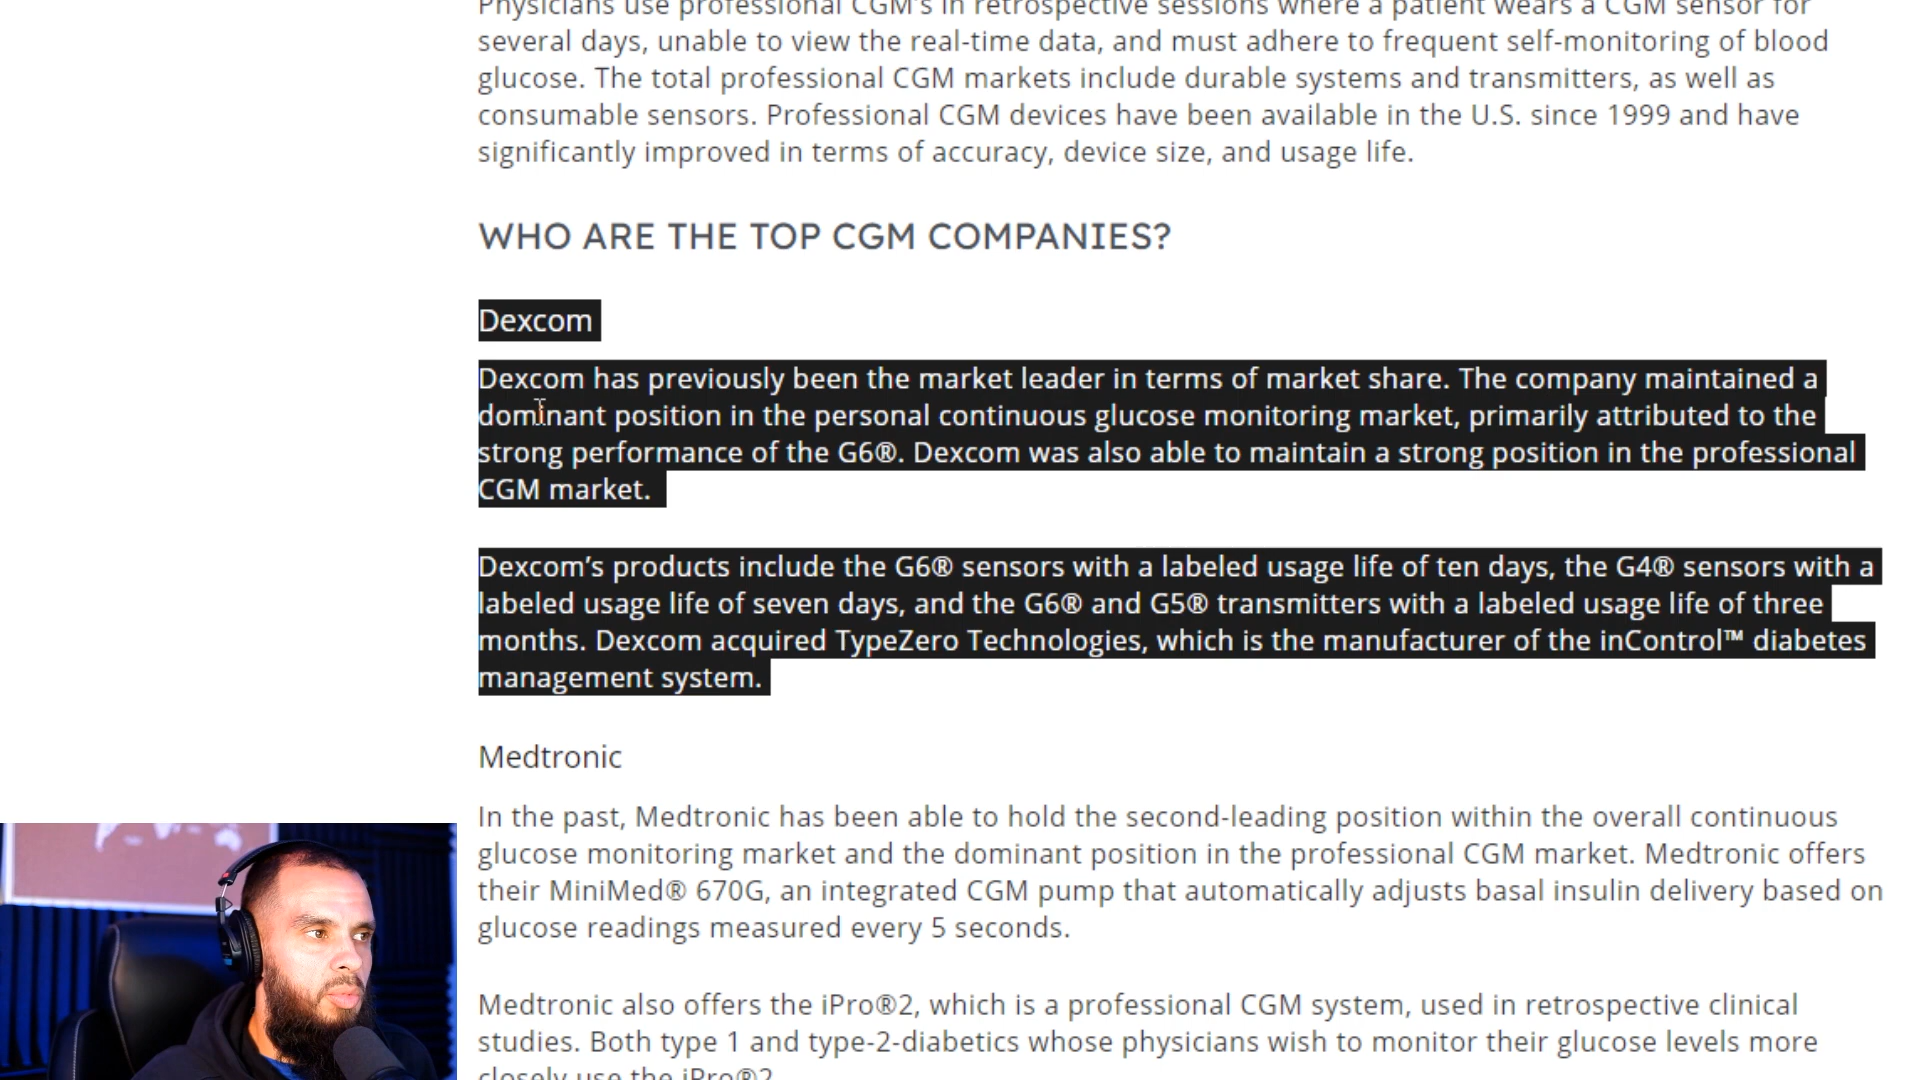 Physicians use professional CGM's in retrospective sessions where a patient wears a CGM sensor for
several days, unable to view the real-time data, and must adhere to frequent self-monitoring of blood
glucose. The total professional CGM markets include durable systems and transmitters, as well as
consumable sensors. Professional CGM devices have been available in the U.S. since 1999 and have
significantly improved in terms of accuracy, device size, and usage life.
WHO ARE THE TOP CGM COMPANIES?
Dexcom
Dexcom has previously been the market leader in terms of market share. The company maintained a
dominant position in the personal continuous glucose monitoring market, primarily attributed to the
strong performance of the G6®. Dexcom was also able to maintain a strong position in the professional
CGM market.
Dexcom’s products include the G6® sensors with a labeled usage life of ten days, the G4® sensors with a
labeled usage life of seven days, and the G6® and G5® transmitters with a labeled usage life of three
months. Dexcom acquired TypeZero Technologies, which is the manufacturer of the inControl™ diabetes
management system.
Medtronic
In the past, Medtronic has been able to hold the second-leading position within the overall continuous
glucose monitoring market and the dominant position in the professional CGM market. Medtronic offers
their MiniMed® 670G, an integrated CGM pump that automatically adjusts basal insulin delivery based on
glucose readings measured every 5 seconds.
Medtronic also offers the iPro®2, which is a professional CGM system, used in retrospective clinical
studies. Both type 1 and type-2-diabetics whose physicians wish to monitor their glucose levels more
closely use the iPro®2.